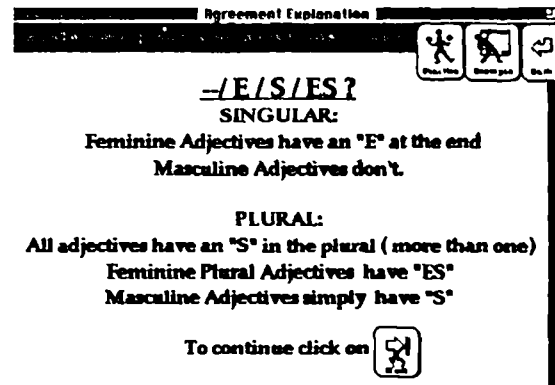 Agreement Explanation
--/ E / S / ES ?
SINGULAR:
Feminine Adjectives have an "E" at the end
Masculine Adjectives don't.
PLURAL:
All adjectives have an "S" in the plural ( more than one)
Feminine Plural Adjectives have "ES"
Masculine Adjectives simply have "S"
To continue click on